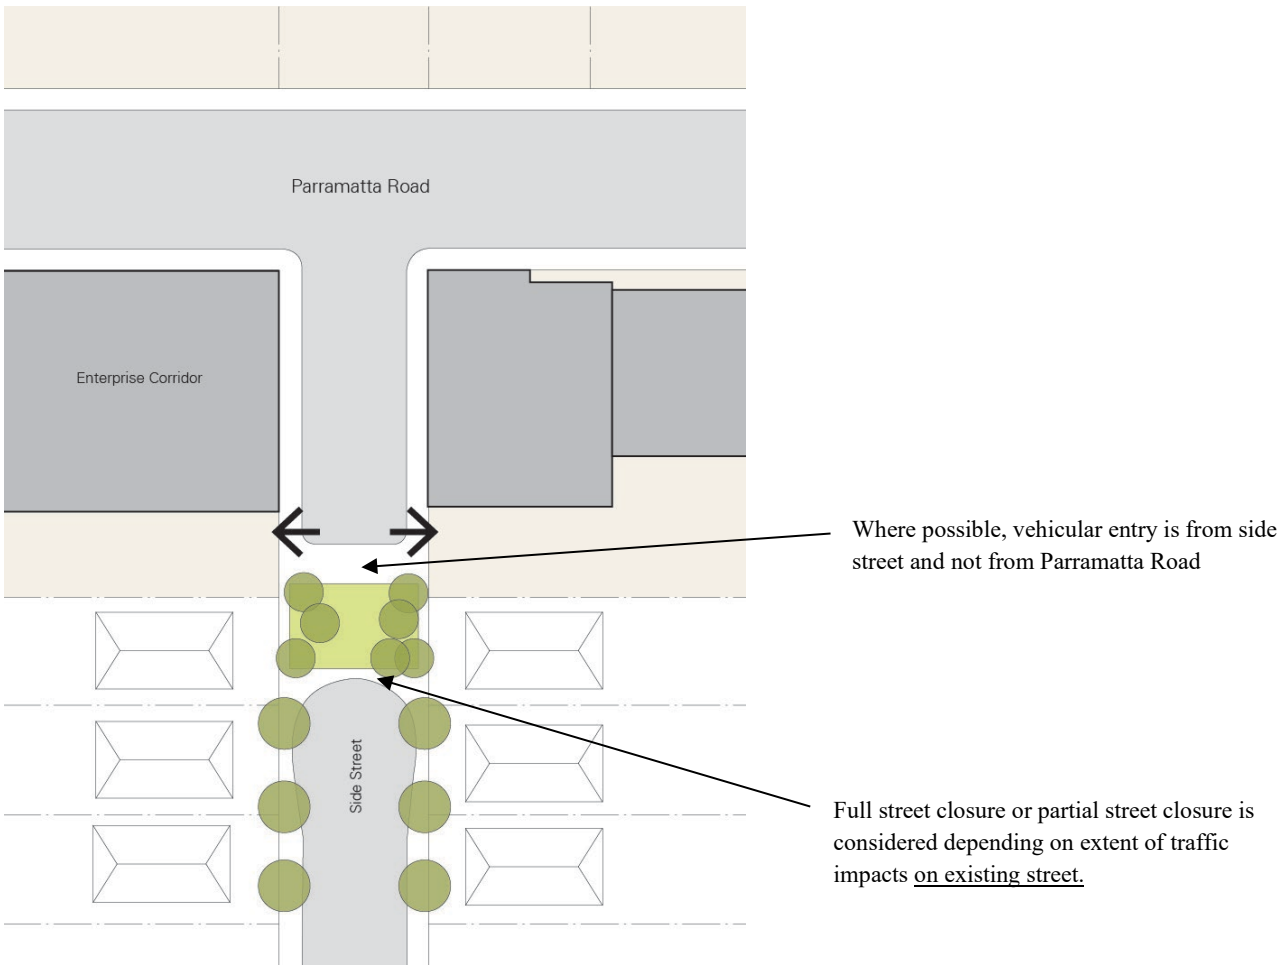 Parramatta Road
Enterprise Corridor
Where possible, vehicular entry is from side
street and not from Parramatta Road
Side Street
Full street closure or partial street closure is
considered depending on extent of traffic
impacts on existing street.